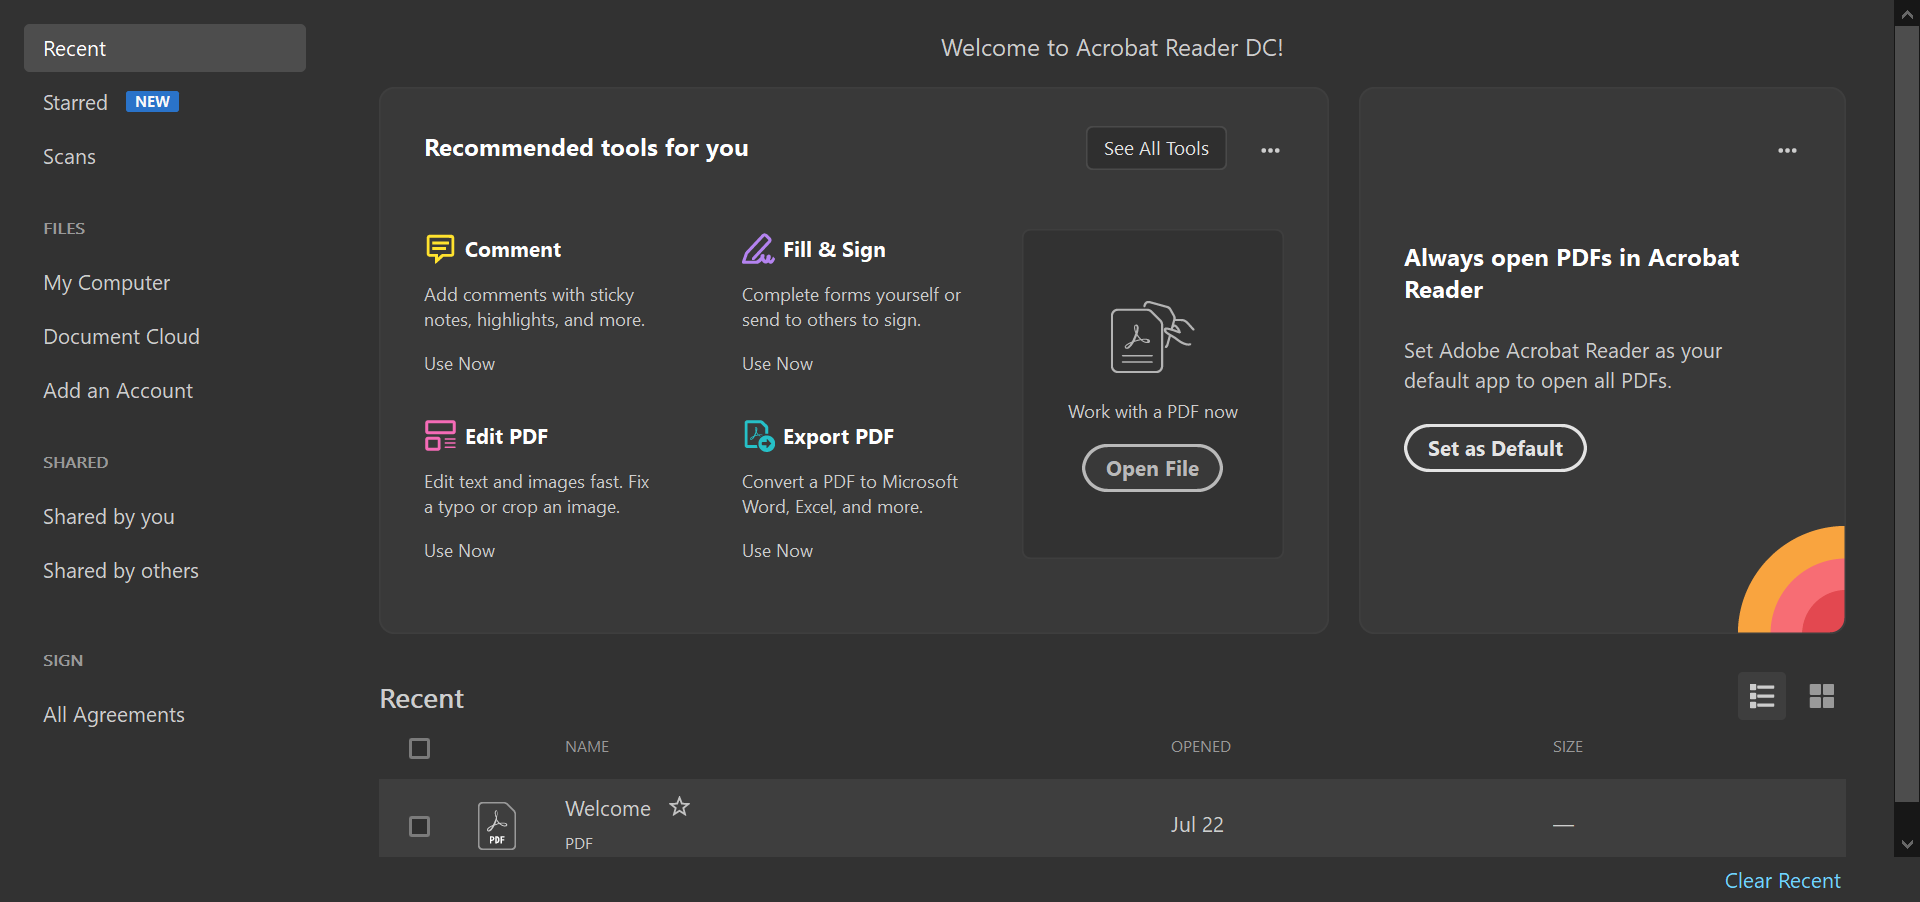 Recent
Starred NEW
Scans
FILES
My Computer
Document Cloud
Add an Account
SHARED
Shared by you
Shared by others
SIGN
All Agreements
Welcome to Acrobat Reader DC!
Recommended tools for you
See All Tools
Comment
Add comments with sticky
notes, highlights, and more.
Use Now
Fill & Sign
Complete forms yourself or
send to others to sign.
Use Now
Edit PDF
Edit text and images fast. Fix
a typo or crop an image.
Use Now
Export PDF
Convert a PDF to Microsoft
Word, Excel, and more.
Use Now
Work with a PDF now
Open File
Always open PDFs in Acrobat
Reader
Set Adobe Acrobat Reader as your
default app to open all PDFs.
Set as Default
Recent
NAME OPENED SIZE
PDF
Welcome
PDF
Jul 22 —
Clear Recent